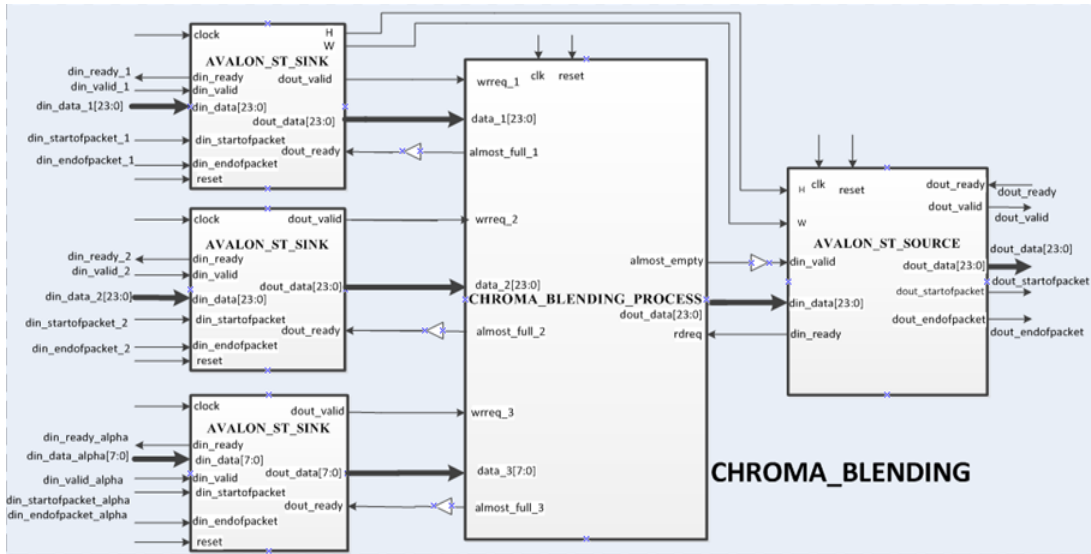 clock
H
W
AVALON_ST_SINK
din_ready_1
din_ready
din_valid_1
din_valid
dout_valid
din_data_1[23:0]
din_data[23:0]
dout_data[23:0]
din_startofpacket_1
din_startofpacket
dout_ready
din_endofpacket_1
din_endofpacket
reset
clock
dout_valid
AVALON_ST_SINK
din_ready_2
din_ready
din_valid_2
din_valid
din_data_2[23:0]
din_data[23:0]
dout_data[23:0]
din_startofpacket_2
din_startofpacket
dout_ready
din_endofpacket_2
din_endofpacket
reset
clock
dout_valid
AVALON_ST_SINK
din_ready_alpha
din_ready
din_data_alpha[7:0]
din_data[7:0]
dout_data[7:0]
din_valid_alpha
din_valid
din_startofpacket_alpha
din_startofpacket
din_endofpacket_alpha
dout_ready
din_endofpacket
reset
clk
reset
wrreq_1
data_1[23:0]
almost_full_1
wrreq_2
almost_empty
data_2[23:0]
CHROMA_BLENDING_PROCESS
dout_data[23:0]
almost_full_2
rdreq
wrreq_3
data_3[7:0]
almost_full_3
clk
reset
H
W
dout_ready
dout_ready
dout_valid
dout_valid
AVALON_ST_SOURCE
din_valid
dout_data[23:0]
dout_data[23:0]
dout_startofpacket
dout_startofpacket
din_data[23:0]
dout_endofpacket
dout_endofpacket
din_ready
CHROMA_BLENDING